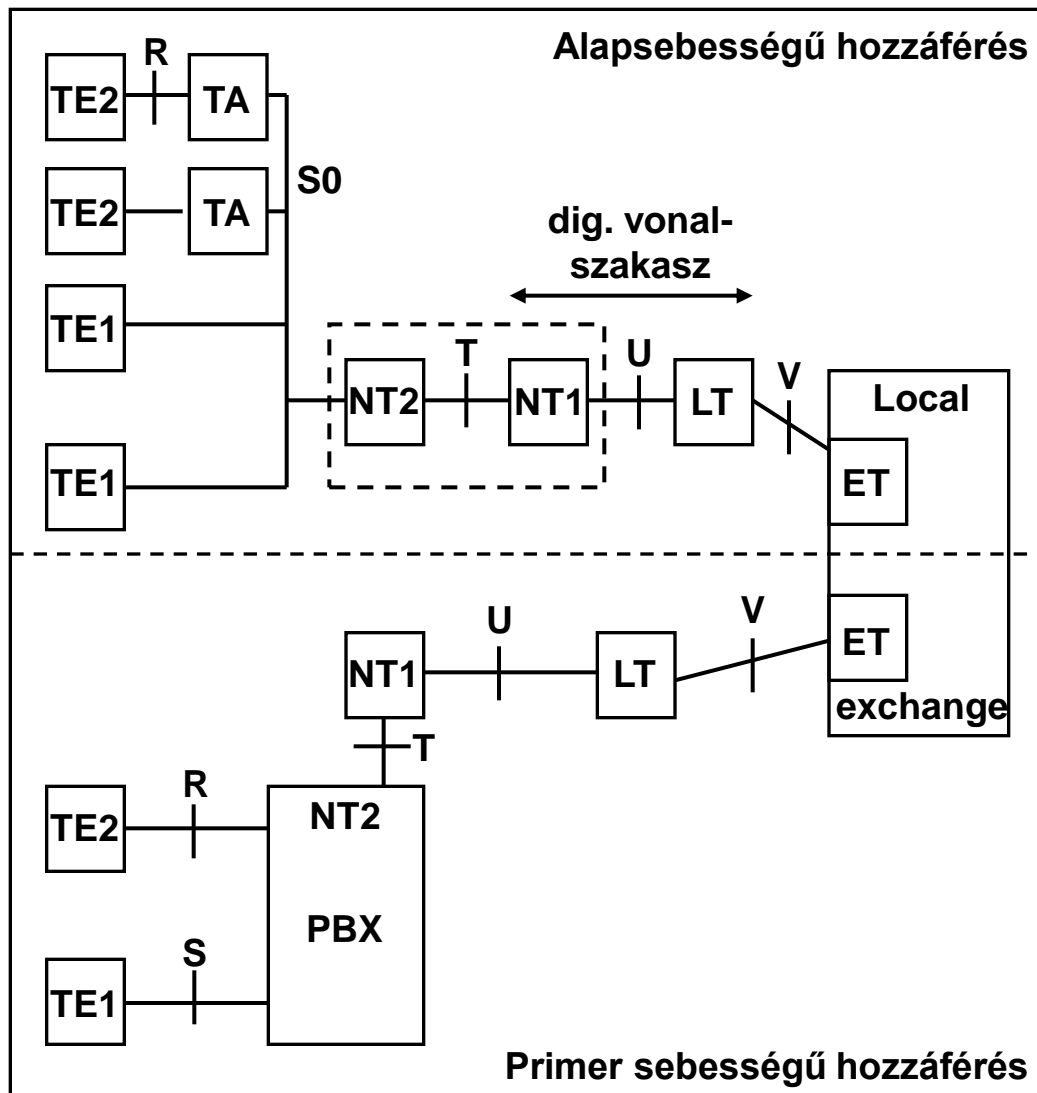 Alapsebességű hozzáférés
R
TE2 TA
S0
TE2 TA
dig. vonal-
szakasz
TE1
T U V
NT2 NT1 LT Local
TE1 ET
U V
NT1 LT ET
exchange
T
R
TE2 NT2
PBX
S
TE1
Primer sebességű hozzáférés